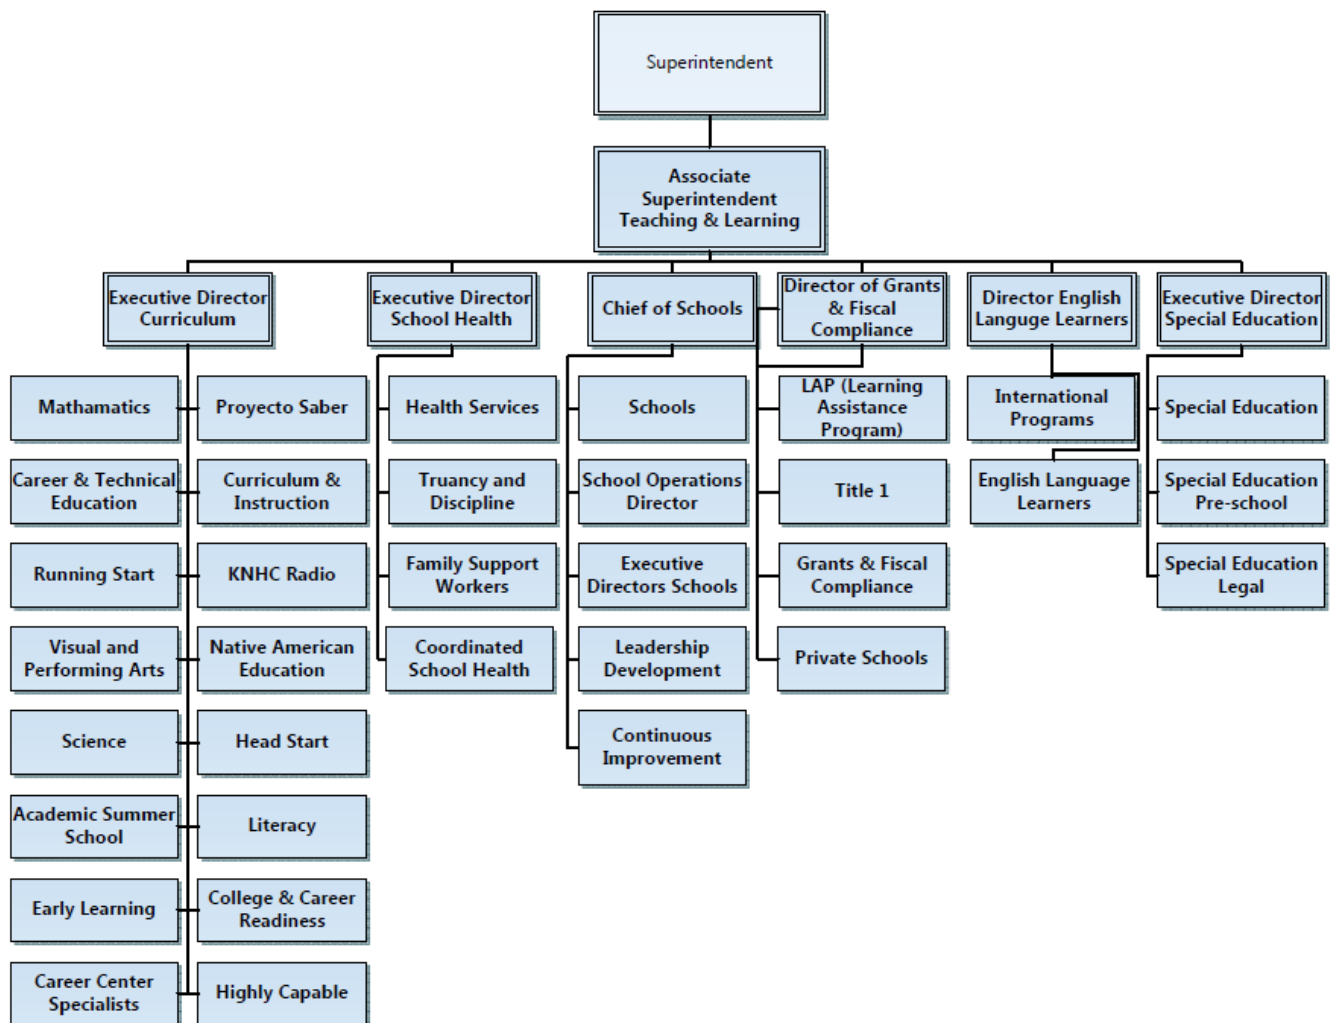 Superintendent
Associate
Superintendent
Teaching & Learning
Executive Director
Curriculum
Executive Director
School Health
Chief of Schools
Director of Grants
& Fiscal
Compliance
Director English
Languge Learners
Executive Director
Special Education
Mathamatics
Proyecto Saber
Health Services
Schools
LAP (Learning
Assistance
Program)
International
Programs
Special Education
Career & Technical
Education
Curriculum &
Instruction
Truancy and
Discipline
School Operations
Director
Title 1
English Language
Learners
Special Education
Pre-school
Running Start
KNHC Radio
Family Support
Workers
Executive
Directors Schools
Grants & Fiscal
Compliance
Special Education
Legal
Visual and
Performing Arts
Native American
Education
Coordinated
School Health
Leadership
Development
Private Schools
Science
Head Start
Continuous
Improvement
Academic Summer
School
Literacy
Early Learning
College & Career
Readiness
Career Center
Specialists
Highly Capable